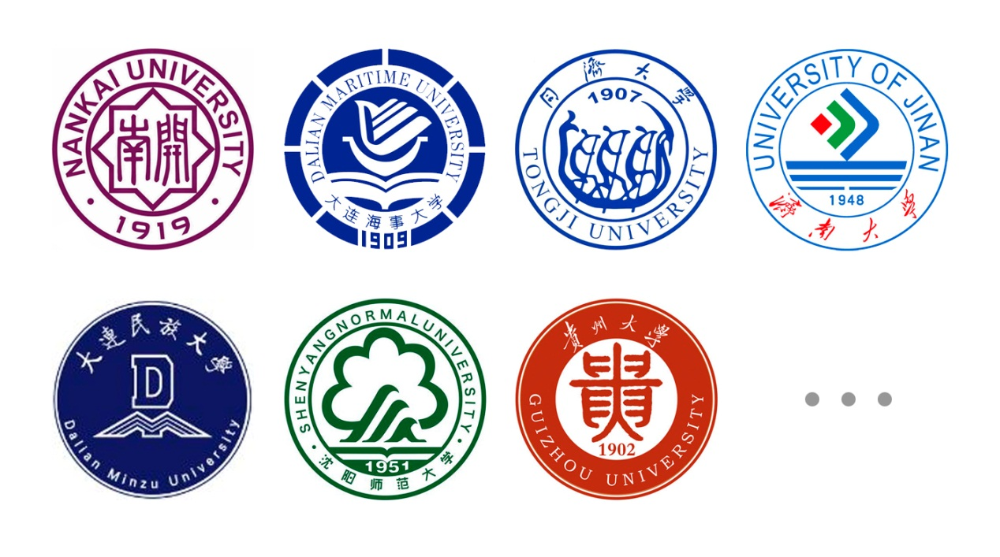 NANKAI UNIVERSITY
南開
1919
DALIAN MARITIME UNIVERSITY
大连海事大学
1909
同濟大學
1907
TONGJI UNIVERSITY
UNIVERSITY OF JINAN
1948
濟南大學
大連民族大學
D
Dalian Minzu University
SHENYANGNORMALUNIVERSITY
1951
沈阳师范大学
貴州大學
貴
1902
GUIZHOU UNIVERSITY